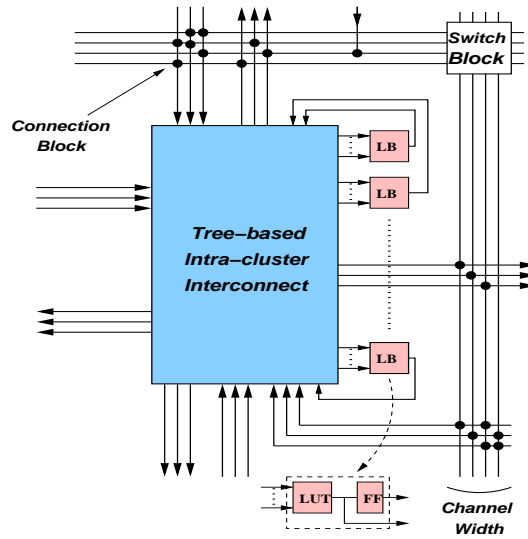 Switch
Block
Connection
Block
LB
LB
Tree–based
Intra–cluster
Interconnect
LB
LUT
FF
Channel
Width